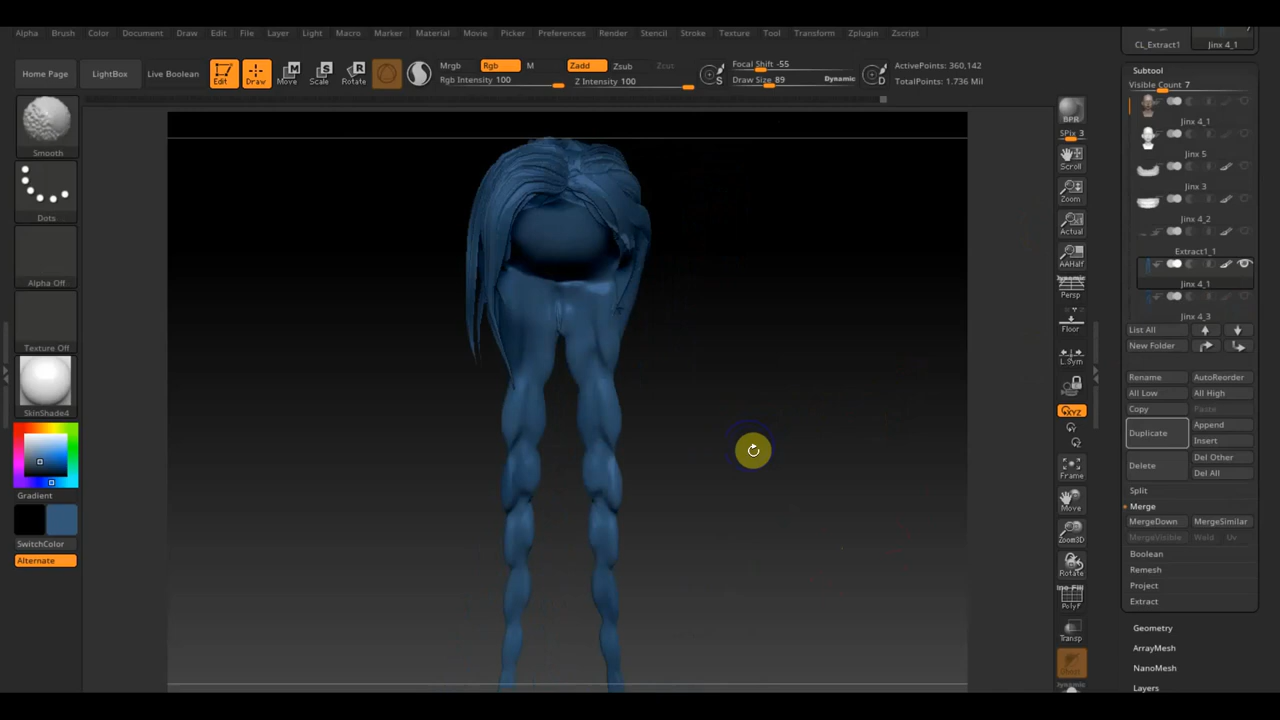 Alpha Brush Color Document Draw Edit File Layer Light Macro Marker Material Movie Picker Preferences Render Stencil Stroke Texture Tool Transform Zplugin Zscript
CL_Extract1 Jinx 4_1
Home Page LightBox Live Boolean Edit Draw Move Scale Rotate
Mrgb Rgb M Zadd Zsub Zcut
Rgb Intensity 100 Z Intensity 100
Focal Shift -55
Draw Size 89 Dynamic
S D
ActivePoints: 360,142
TotalPoints: 1.736 Mil
Smooth
Dots
Alpha Off
Texture Off
SkinShade4
Gradient
SwitchColor
Alternate
BPR
SPix 3
Scroll
Zoom
Actual
AAHalf
Dynamic
Persp
Floor
L.Sym
XYZ
Frame
Move
Zoom3D
Rotate
PolyF
Transp
Dynamic
Subtool
Visible Count 7
Jinx 4_1
Jinx 5
Jinx 3
Jinx 4_2
Extract1_1
Jinx 4_1
Jinx 4_3
List All
New Folder
Rename AutoReorder
All Low All High
Copy Paste
Duplicate Append
Insert
Delete Del Other
Del All
Split
Merge
MergeDown MergeSimilar
MergeVisible Weld Uv
Boolean
Remesh
Project
Extract
Geometry
ArrayMesh
NanoMesh
Layers